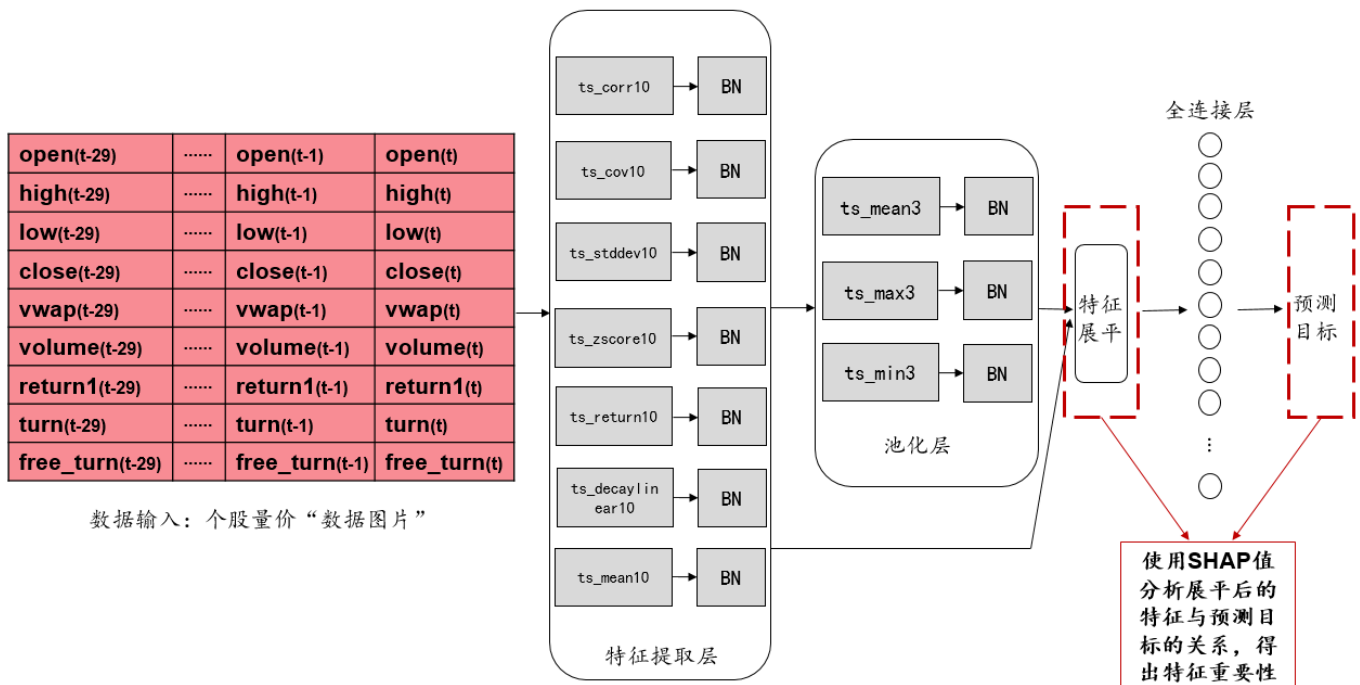 open(t-29) ...... open(t-1) open(t)
high(t-29) ...... high(t-1) high(t)
low(t-29) ...... low(t-1) low(t)
close(t-29) ...... close(t-1) close(t)
vwap(t-29) ...... vwap(t-1) vwap(t)
volume(t-29) ...... volume(t-1) volume(t)
return1(t-29) ...... return1(t-1) return1(t)
turn(t-29) ...... turn(t-1) turn(t)
free_turn(t-29) ...... free_turn(t-1) free_turn(t)
数据输入：个股量价“数据图片”
ts_corr10 BN
ts_cov10 BN
ts_stddev10 BN
ts_zscore10 BN
ts_return10 BN
ts_decaylin
ear10
BN
ts_mean10 BN
特征提取层
ts_mean3 BN
ts_max3 BN
ts_min3 BN
池化层
特征
展平
全连接层
⋮
预测
目标
使用SHAP值
分析展平后的
特征与预测目
标的关系，得
出特征重要性